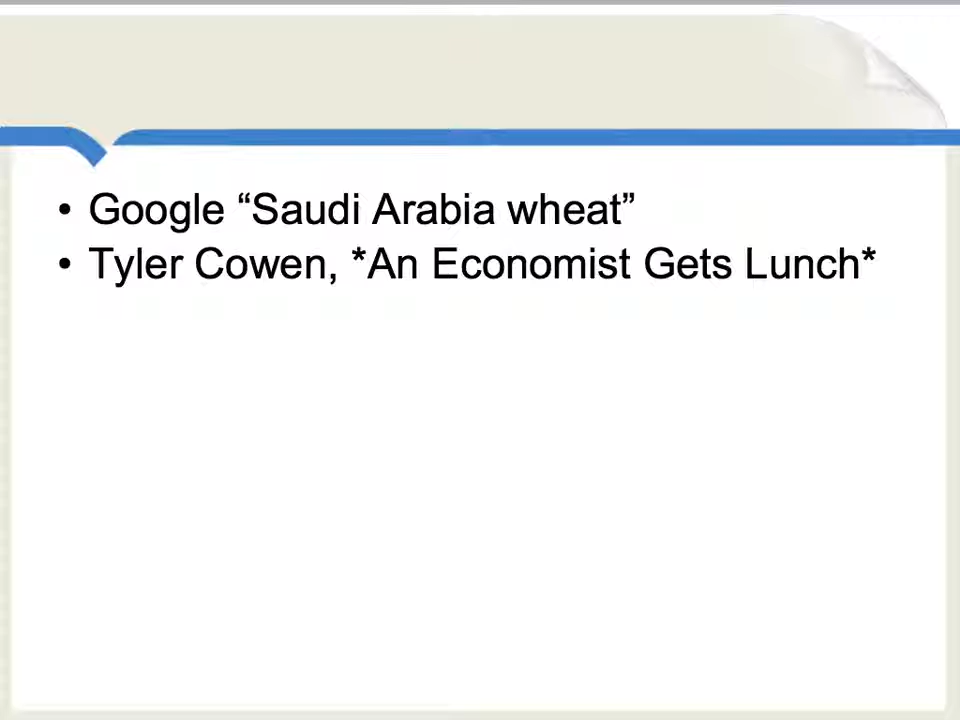 • Google “Saudi Arabia wheat”
• Tyler Cowen, *An Economist Gets Lunch*